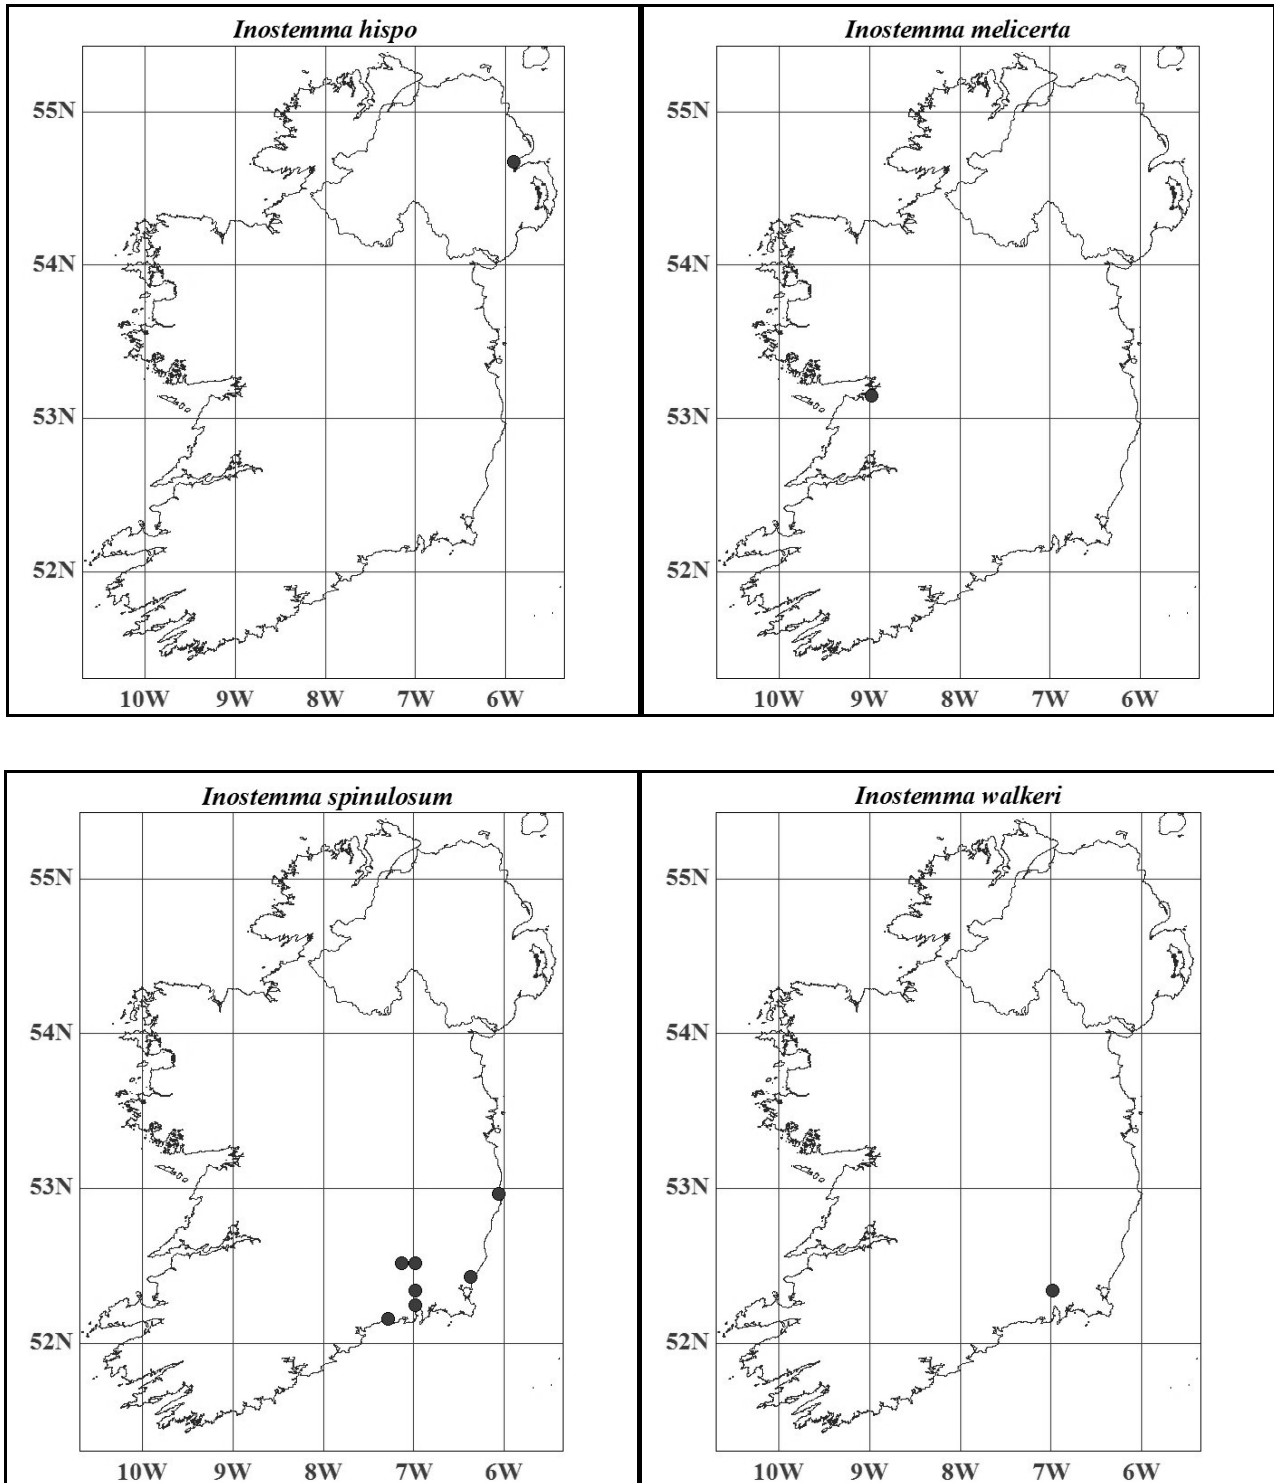 Inostemma hispo
55N
54N
53N
52N
10W 9W 8W 7W 6W
Inostemma melicerta
55N
54N
53N
52N
10W 9W 8W 7W 6W
Inostemma spinulosum
55N
54N
53N
52N
10W 9W 8W 7W 6W
Inostemma walkeri
55N
54N
53N
52N
10W 9W 8W 7W 6W